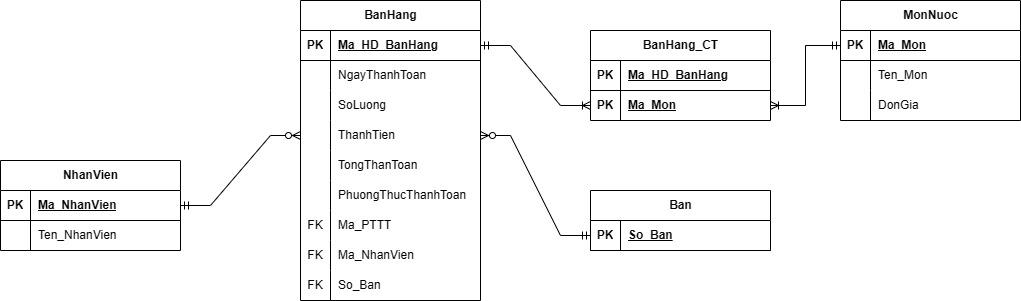 BanHang
PK Ma_HD_BanHang
NgayThanhToan
SoLuong
ThanhTien
TongThanToan
PhuongThucThanhToan
FK Ma_PTTT
FK Ma_NhanVien
FK So_Ban
NhanVien
PK Ma_NhanVien
Ten_NhanVien
BanHang_CT
PK Ma_HD_BanHang
PK Ma_Mon
Ban
PK So_Ban
MonNuoc
PK Ma_Mon
Ten_Mon
DonGia